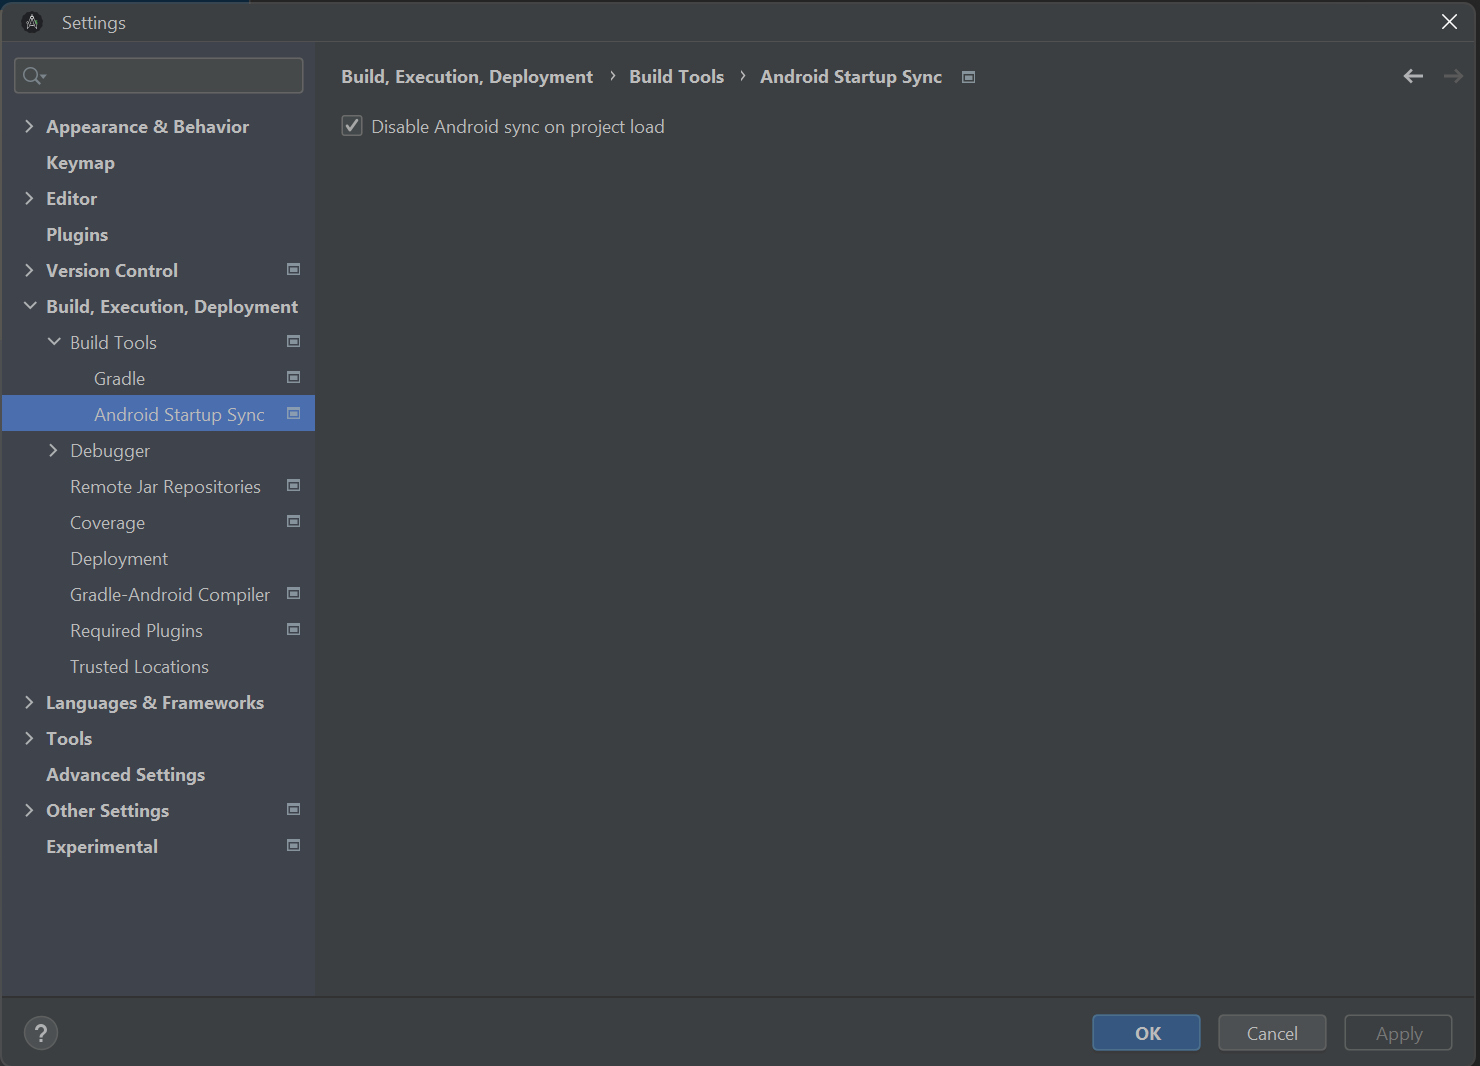 Settings
Build, Execution, Deployment › Build Tools › Android Startup Sync
Disable Android sync on project load
Appearance & Behavior
Keymap
Editor
Plugins
Version Control
Build, Execution, Deployment
Build Tools
Gradle
Android Startup Sync
Debugger
Remote Jar Repositories
Coverage
Deployment
Gradle-Android Compiler
Required Plugins
Trusted Locations
Languages & Frameworks
Tools
Advanced Settings
Other Settings
Experimental
?
OK
Cancel
Apply